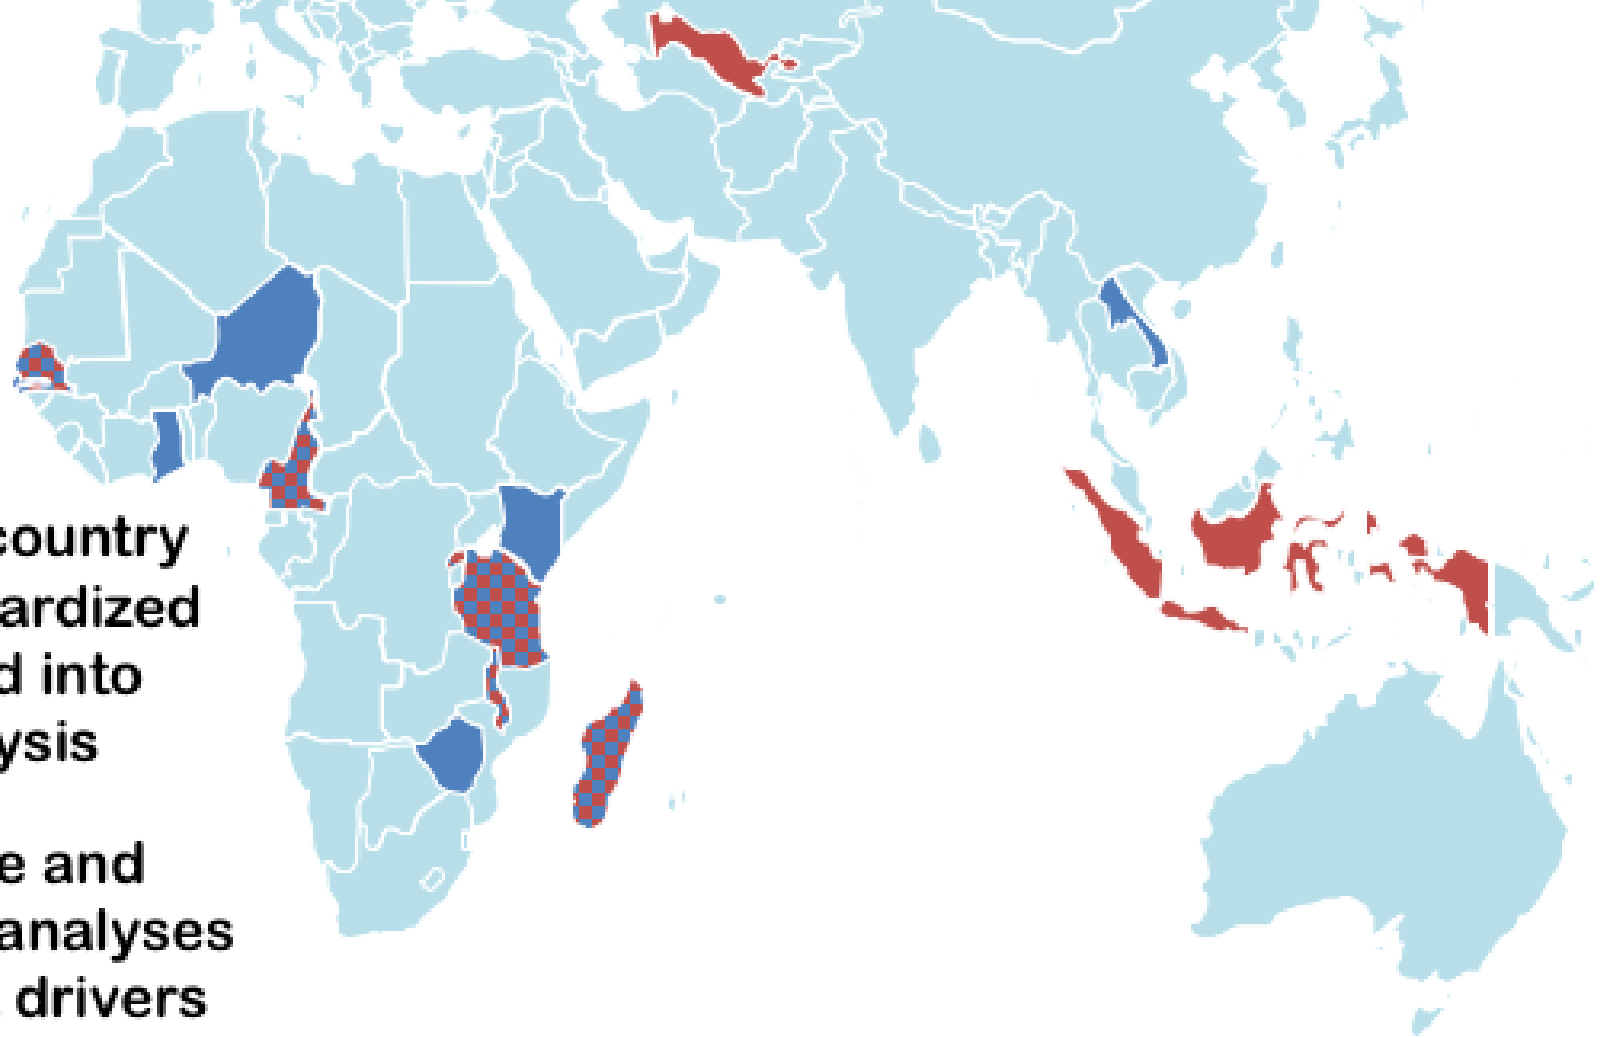 country
ardized
d into
ysis
e and
analyses
drivers